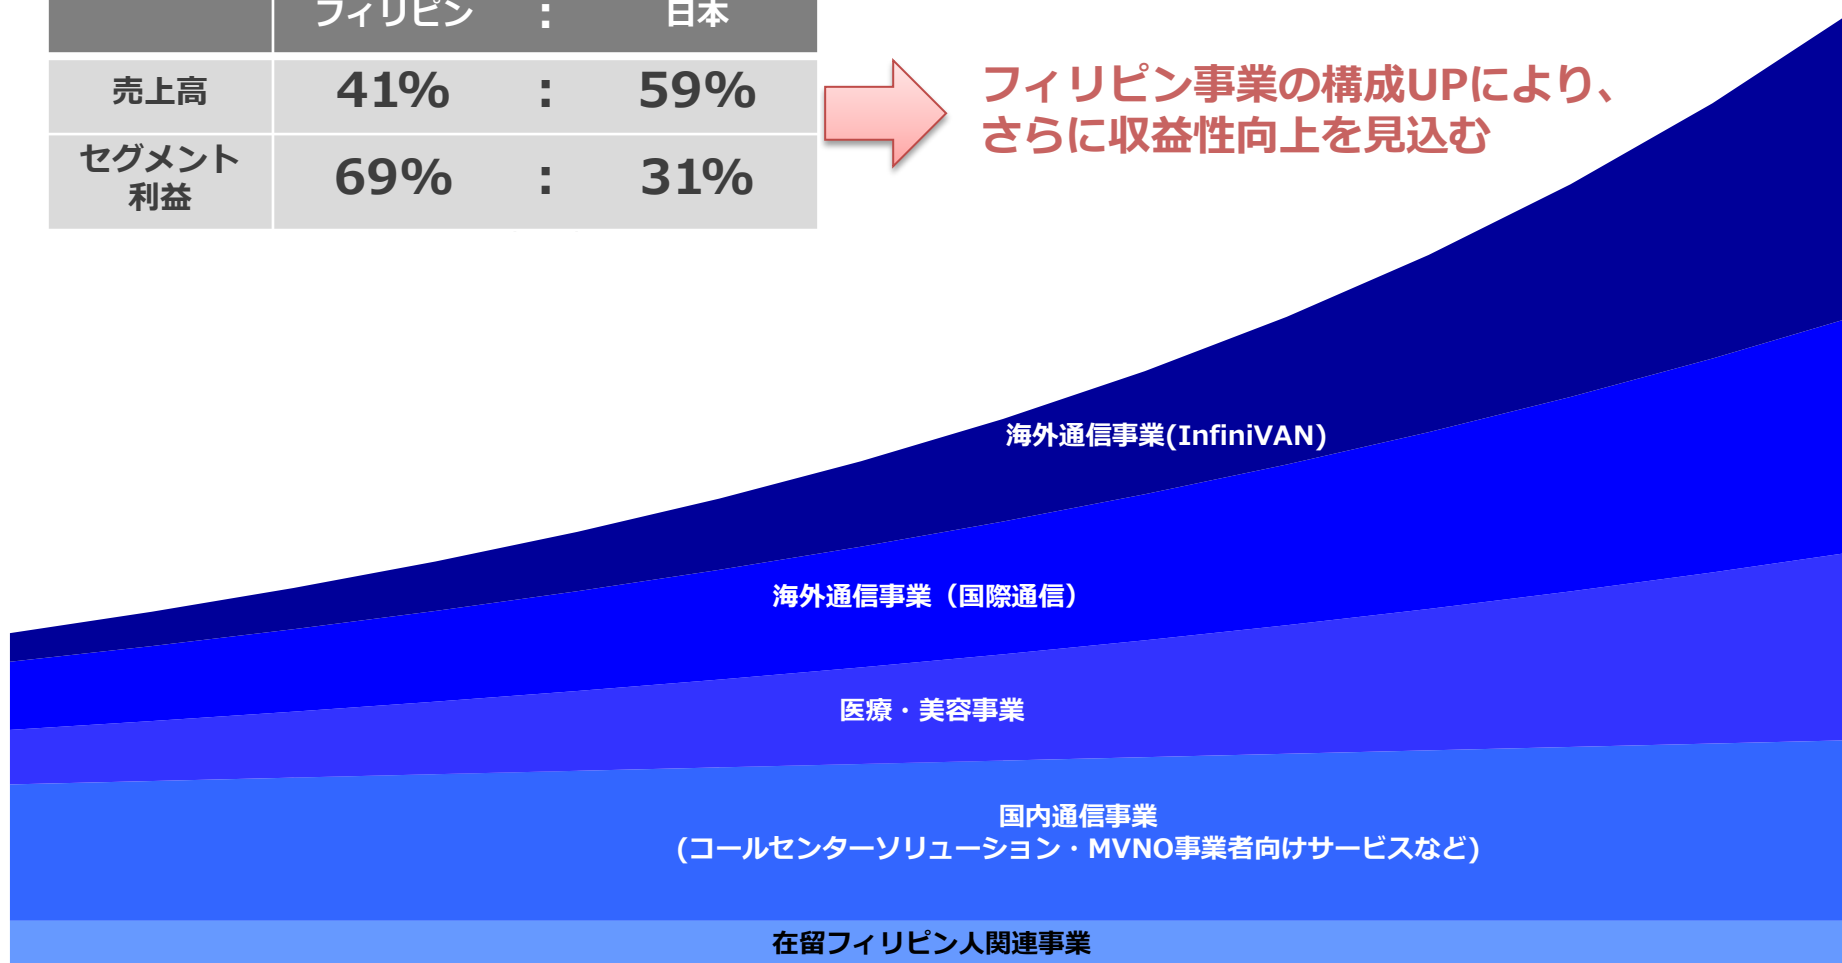 フィリピン : 日本
売上高 41% : 59%
セグメント
利益 69% : 31%
フィリピン事業の構成UPにより、
さらに収益性向上を見込む
海外通信事業(InfiniVAN)
海外通信事業（国際通信）
医療・美容事業
国内通信事業
(コールセンターソリューション・MVNO事業者向けサービスなど)
在留フィリピン人関連事業